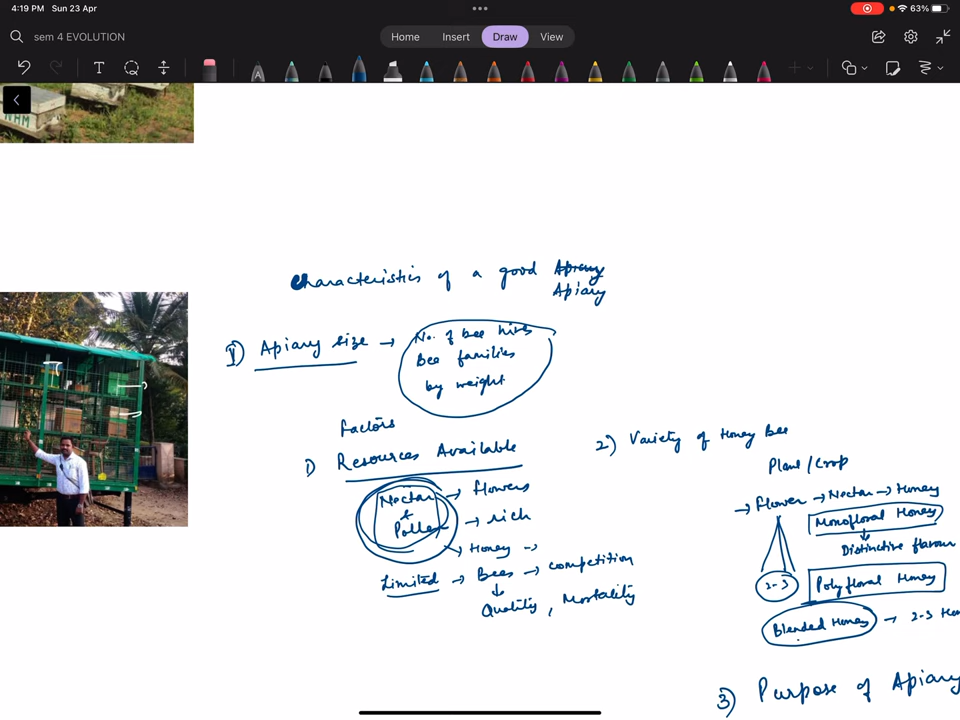 4:19 PM Sun 23 Apr
63%
sem 4 EVOLUTION
Home Insert Draw View
T
A
NHM
Characteristics of a good Apiary
Apiary
1) Apiary size → No. of bee hives
Bee families
by weight
Factors
1) Resources Available
Nectar → flowers
+
Pollen → rich
→ Honey →
Limited → Bees → competition
↓
Quality, Mortality
2) Variety of Honey Bee
Plant/Crop
→ Flower → Nectar → Honey
Monofloral Honey
↓
Distinctive flavour
2-3 Polyfloral Honey
Blended Honey → 2-3 Hon
3) Purpose of Apiary